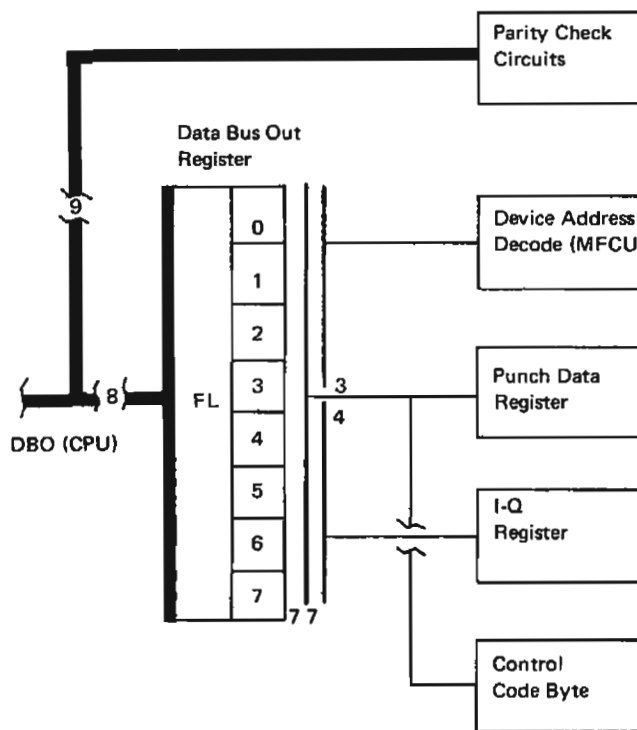 Parity Check
Circuits
Data Bus Out
Register
9
0
1
2
3
4
5
6
7
FL
8
DBO (CPU)
3
4
7 7
Device Address
Decode (MFCU
Punch Data
Register
I-Q
Register
Control
Code Byte